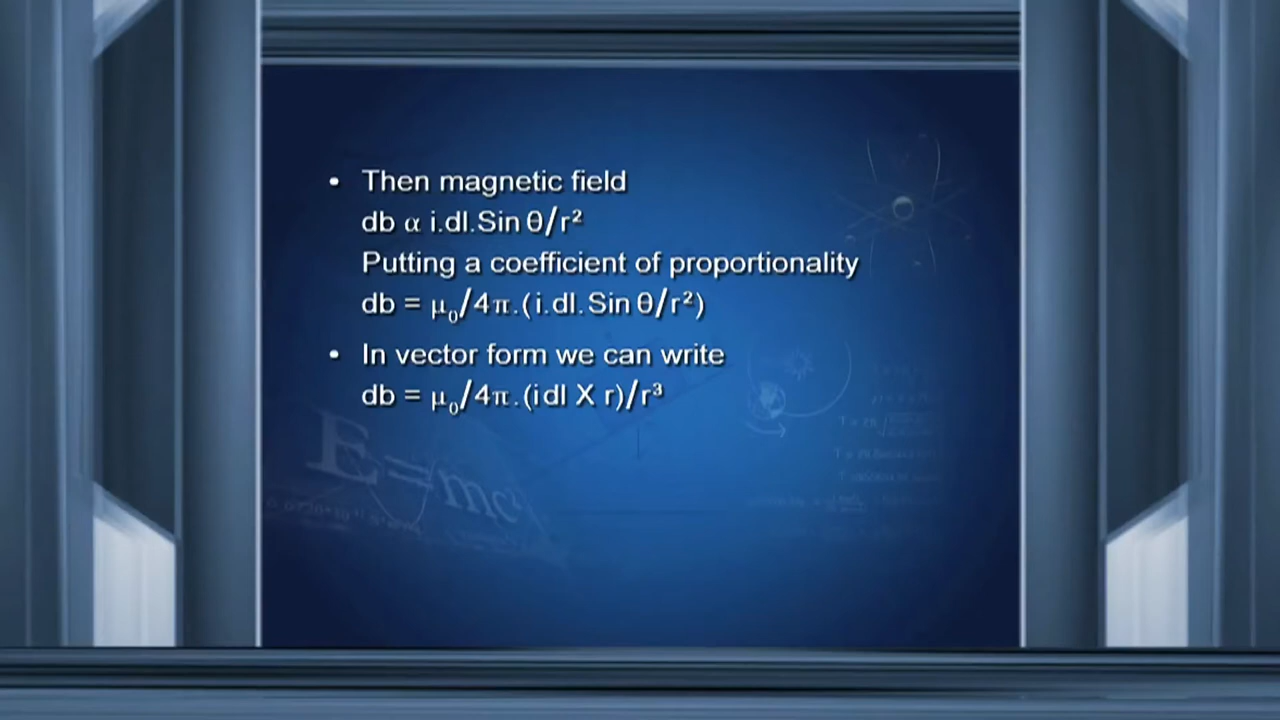 • Then magnetic field
db α i.dl.Sin θ/r²
Putting a coefficient of proportionality
db = μ₀/4π.(i.dl.Sin θ/r²)
• In vector form we can write
db = μ₀/4π.(idl X r)/r³
E=mc²